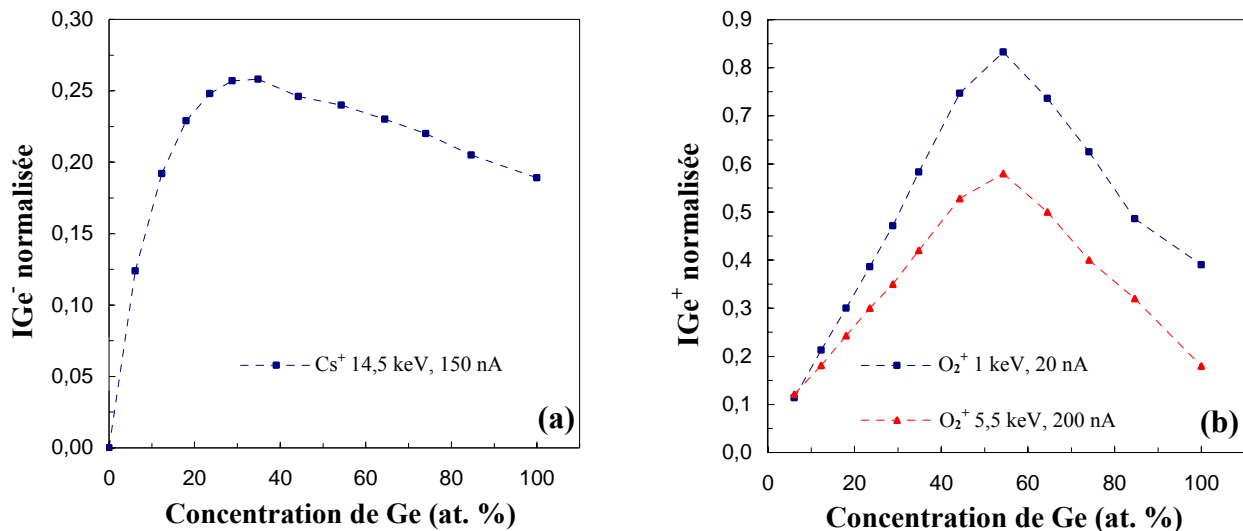 0,30
0,25
0,20
0,15
0,10
0,05
0,00
IGe⁻ normalisée
0 20 40 60 80 100
Concentration de Ge (at. %)
Cs⁺ 14,5 keV, 150 nA
(a)
0,9
0,8
0,7
0,6
0,5
0,4
0,3
0,2
0,1
0,0
IGe⁺ normalisée
0 20 40 60 80 100
Concentration de Ge (at. %)
O₂⁺ 1 keV, 20 nA
O₂⁺ 5,5 keV, 200 nA
(b)